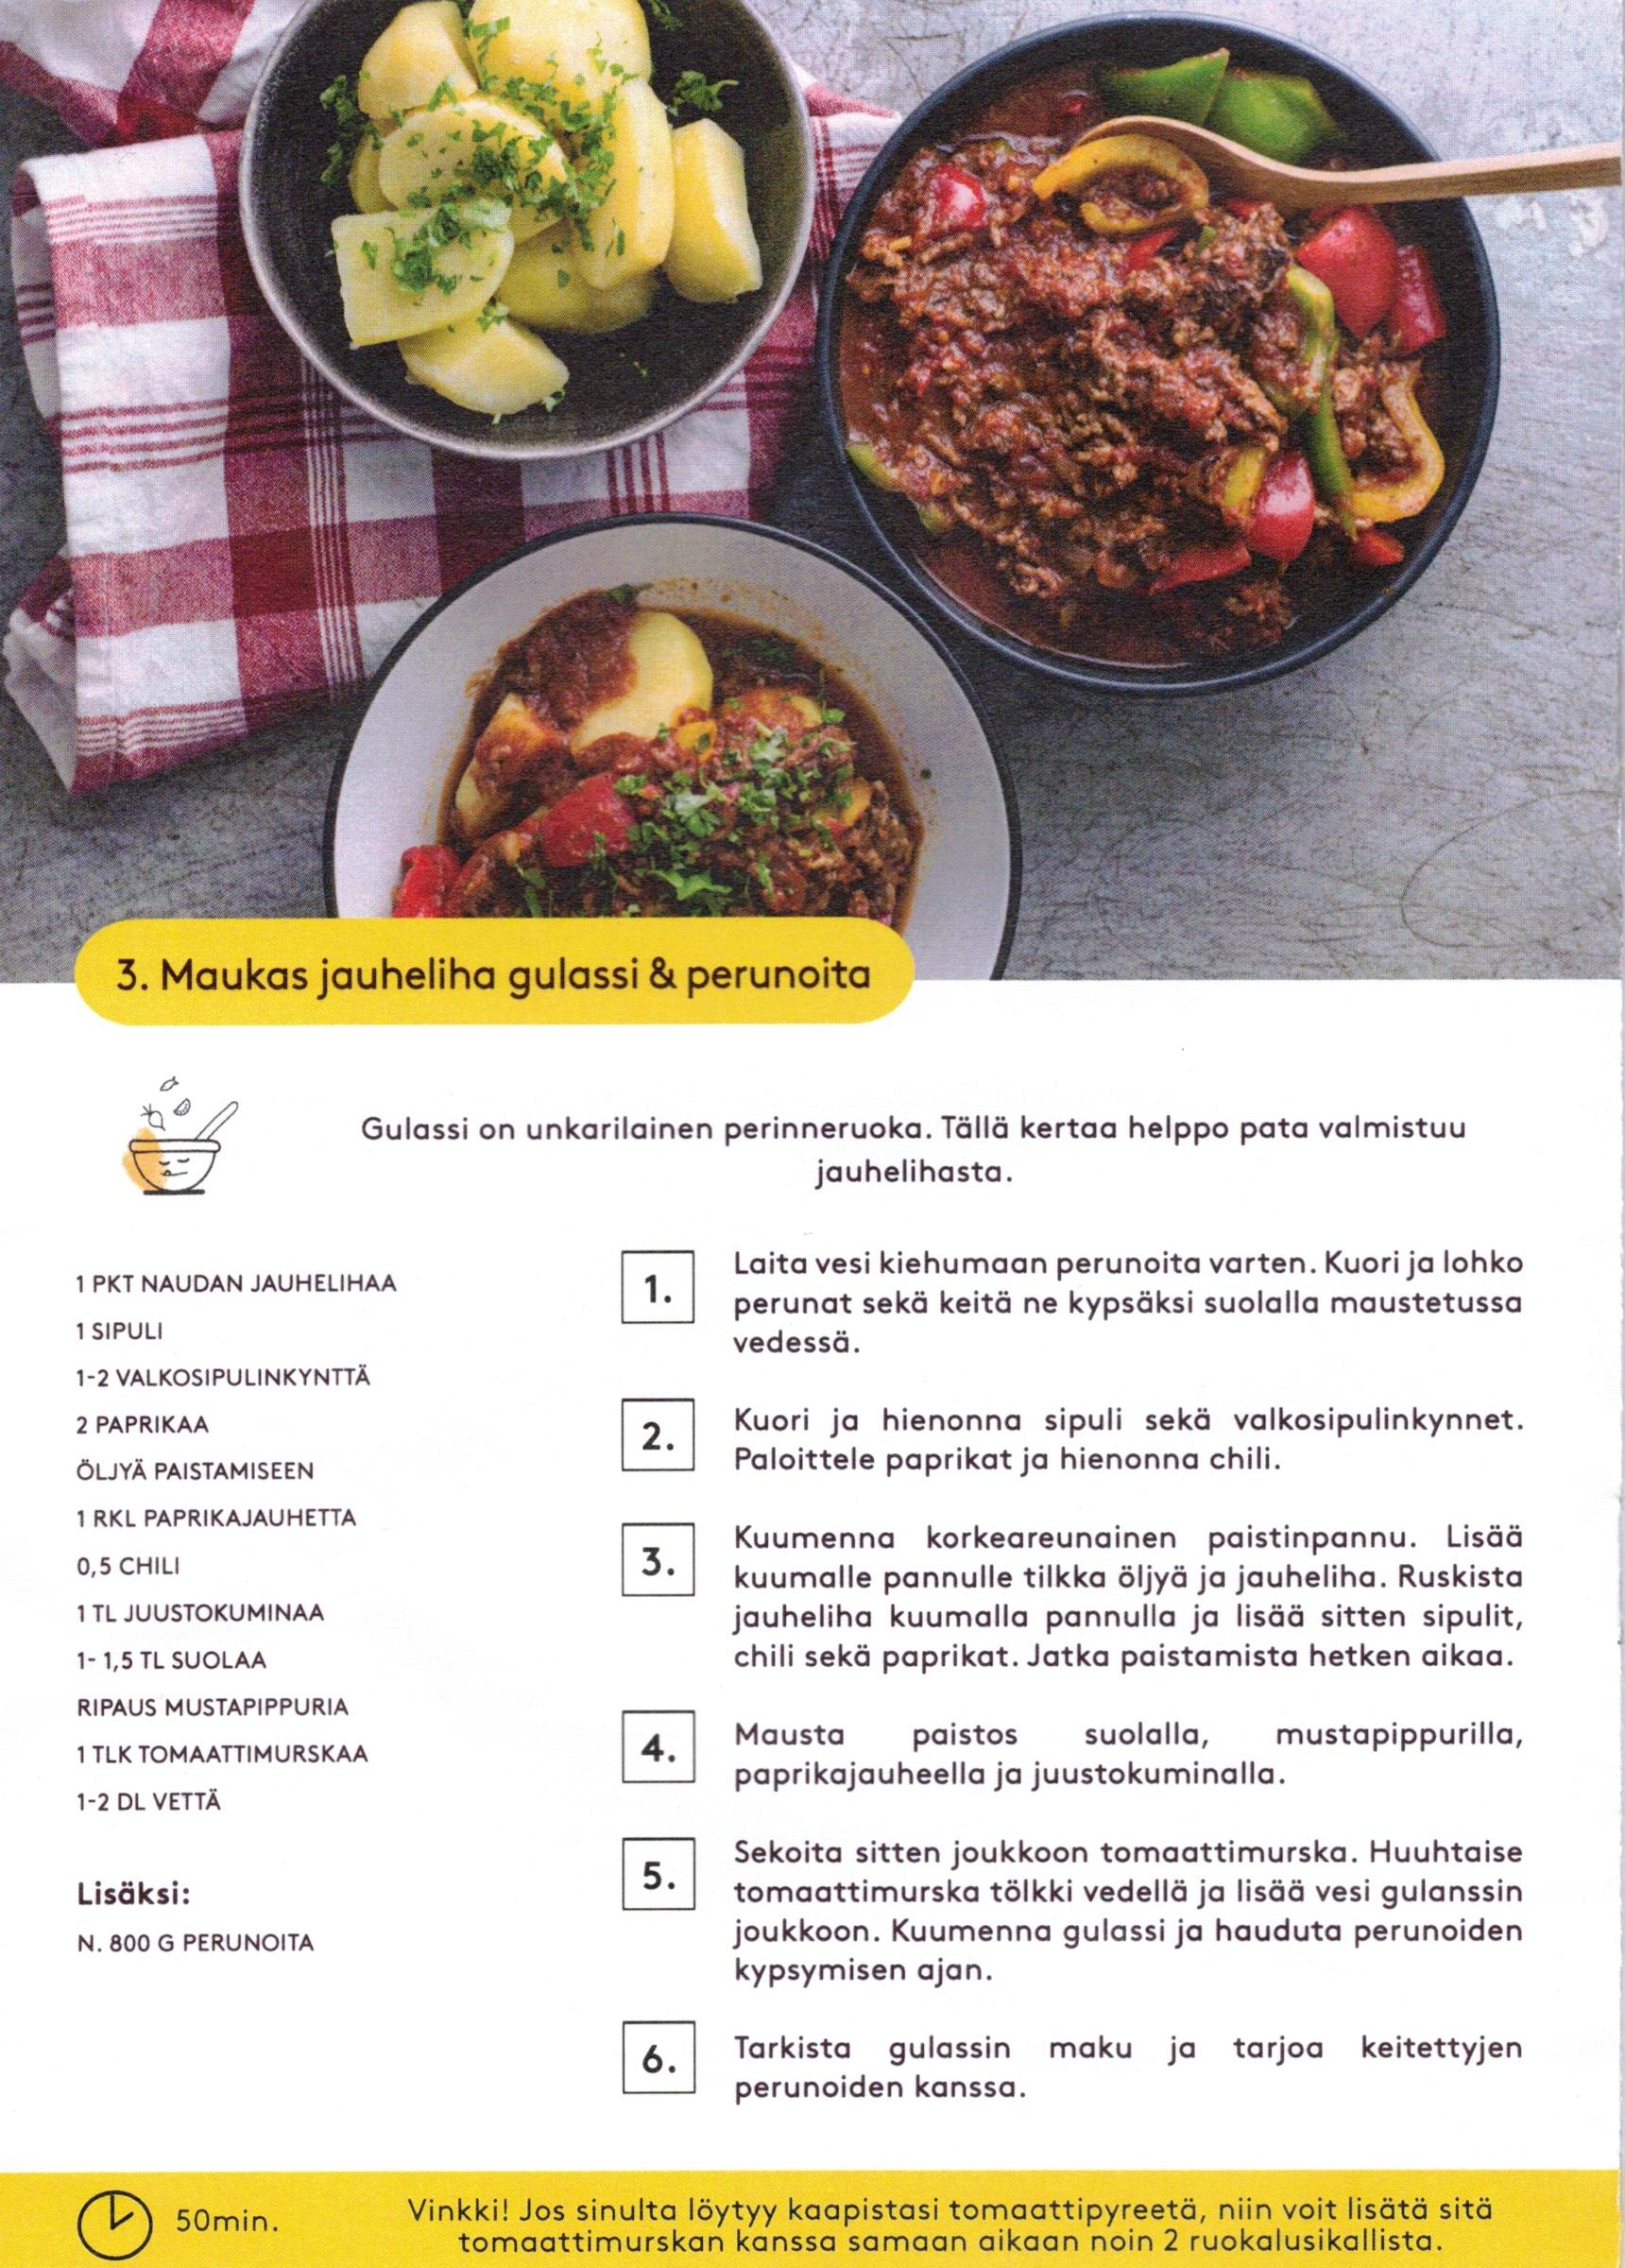 3. Maukas jauheliha gulassi & perunoita
Gulassi on unkarilainen perinneruoka. Tällä kertaa helppo pata valmistuu
jauhelihasta.
1 PKT NAUDAN JAUHELIHAA
1 SIPULI
1-2 VALKOSIPULINKYNTTÄ
2 PAPRIKAA
ÖLJYÄ PAISTAMISEEN
1 RKL PAPRIKAJAUHETTA
0,5 CHILI
1 TL JUUSTOKUMINAA
1- 1,5 TL SUOLAA
RIPAUS MUSTAPIPPURIA
1 TLK TOMAATTIMURSKAA
1-2 DL VETTÄ
Lisäksi:
N. 800 G PERUNOITA
1.
Laita vesi kiehumaan perunoita varten. Kuori ja lohko
perunat sekä keitä ne kypsäksi suolalla maustetussa
vedessä.
2.
Kuori ja hienonna sipuli sekä valkosipulinkynnet.
Paloittele paprikat ja hienonna chili.
3.
Kuumenna korkeareunainen paistinpannu. Lisää
kuumalle pannulle tilkka öljyä ja jauheliha. Ruskista
jauheliha kuumalla pannulla ja lisää sitten sipulit,
chili sekä paprikat. Jatka paistamista hetken aikaa.
4.
Mausta paistos suolalla, mustapippurilla,
paprikajauheella ja juustokuminalla.
5.
Sekoita sitten joukkoon tomaattimurska. Huuhtaise
tomaattimurska tölkki vedellä ja lisää vesi gulanssin
joukkoon. Kuumenna gulassi ja hauduta perunoiden
kypsymisen ajan.
6.
Tarkista gulassin maku ja tarjoa keitettyjen
perunoiden kanssa.
50min.
Vinkki! Jos sinulta löytyy kaapistasi tomaattipyreetä, niin voit lisätä sitä
tomaattimurskan kanssa samaan aikaan noin 2 ruokalusikallista.